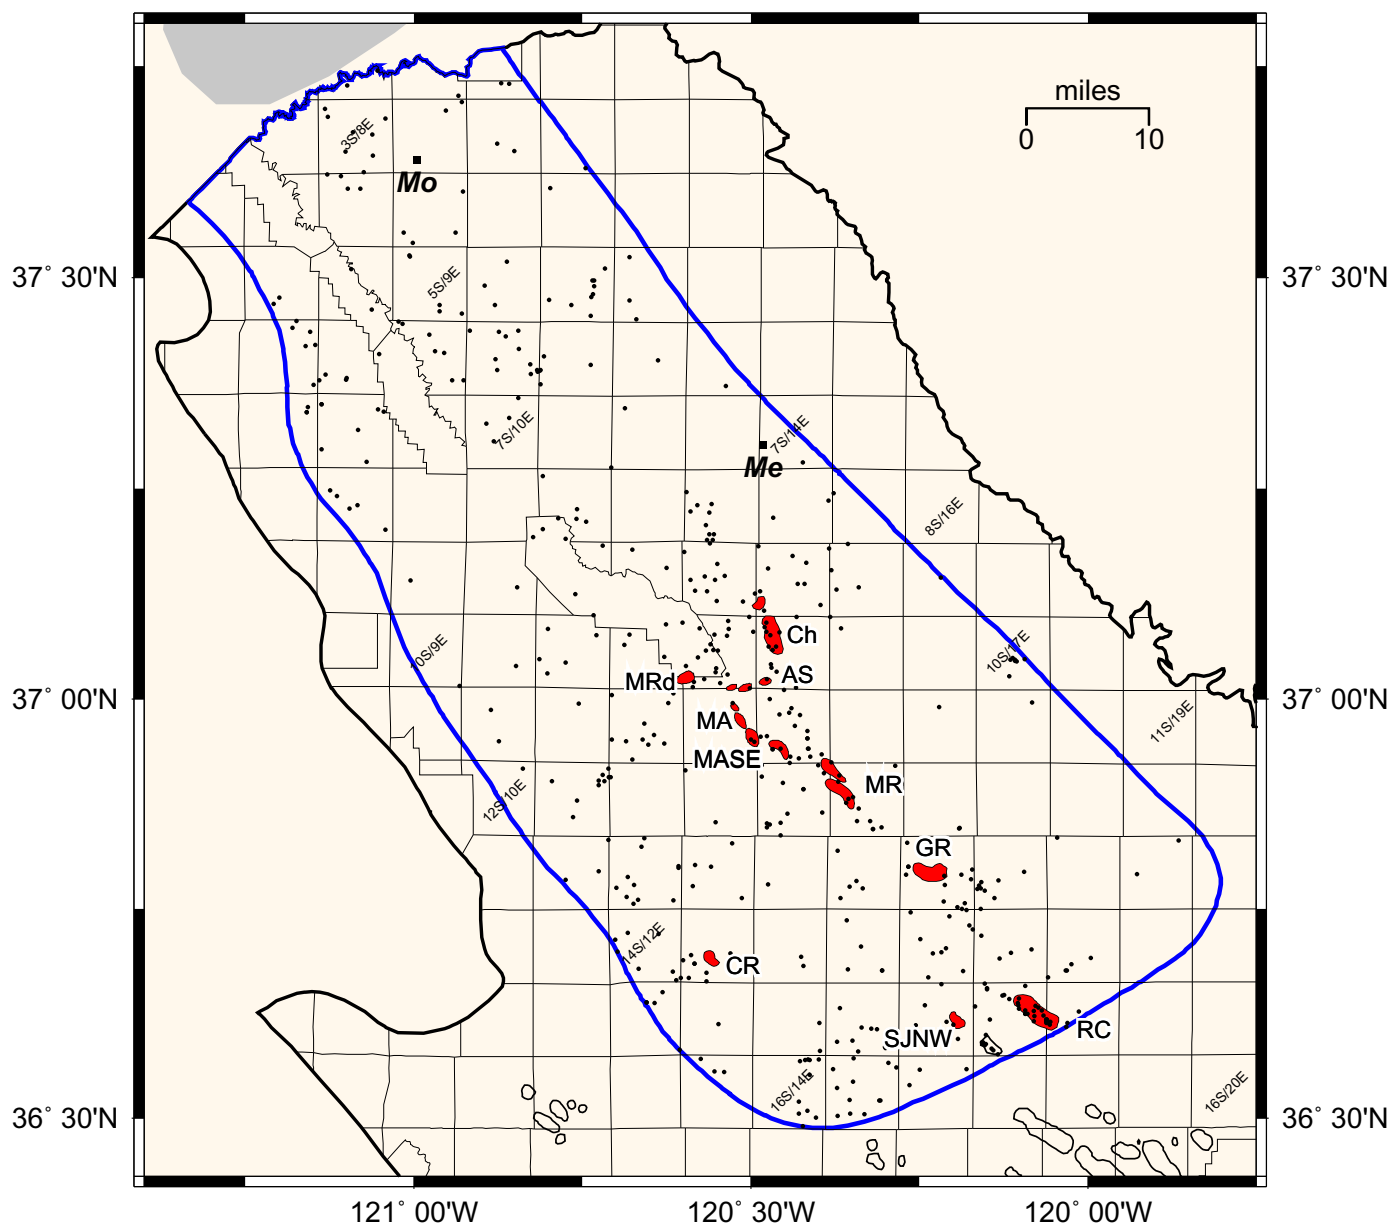 miles
0 10
3S/8E
Mo
37° 30'N
5S/9E
37° 30'N
7S/10E
7S/14E
Me
8S/16E
Ch
10S/9E
10S/17E
MRd
AS
37° 00'N
37° 00'N
MA
11S/19E
MASE
MR
12S/10E
GR
14S/12E
CR
SJNW
RC
16S/14E
16S/20E
36° 30'N
36° 30'N
121° 00'W
120° 30'W
120° 00'W